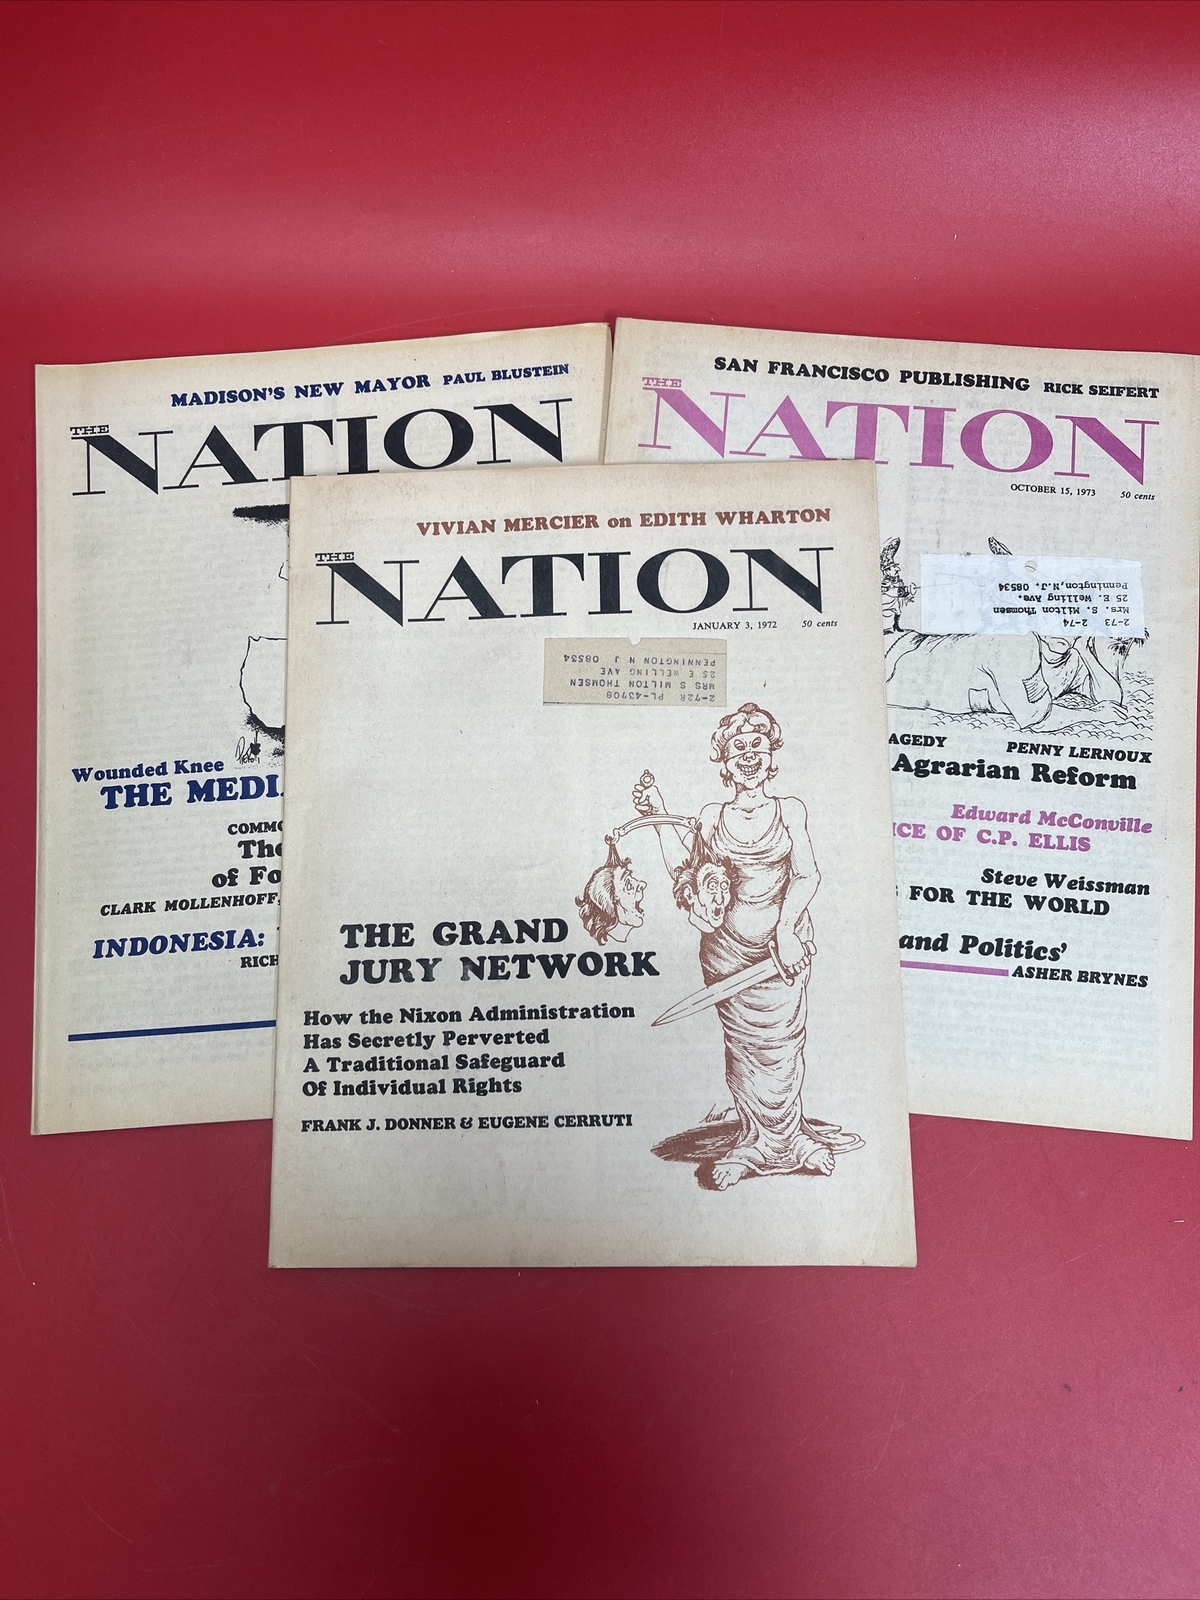 MADISON'S NEW MAYOR PAUL BLUSTEIN
THE
NATION
Wounded Knee
THE MEDI
COMMO
The
of Fo
CLARK MOLLENHOFF,
INDONESIA:
RICH
SAN FRANCISCO PUBLISHING RICK SEIFERT
THE
NATION
OCTOBER 15, 1973 50 cents
2-73 2-74
Mrs. S. Milton Thomsen
25 E. Welling Ave.
Pennington, N.J. 08534
AGEDY PENNY LERNOUX
Agrarian Reform
Edward McConville
ICE OF C.P. ELLIS
Steve Weissman
FOR THE WORLD
and Politics'
ASHER BRYNES
VIVIAN MERCIER on EDITH WHARTON
THE
NATION
JANUARY 3, 1972 50 cents
2-72R PL-43708
MRS S MILTON THOMSEN
25 E WELLING AVE
PENNINGTON N J 08534
THE GRAND
JURY NETWORK
How the Nixon Administration
Has Secretly Perverted
A Traditional Safeguard
Of Individual Rights
FRANK J. DONNER & EUGENE CERRUTI